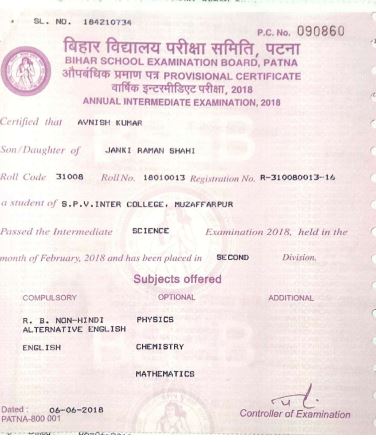 SL. NO. 184210734
P.C. No. 090860
बिहार विद्यालय परीक्षा समिति, पटना
BIHAR SCHOOL EXAMINATION BOARD, PATNA
औपबंधिक प्रमाण पत्र PROVISIONAL CERTIFICATE
वार्षिक इन्टरमीडिएट परीक्षा, 2018
ANNUAL INTERMEDIATE EXAMINATION, 2018
Certified that AVNISH KUMAR
Son/Daughter of JANKI RAMAN SHAHI
Roll Code 31008 Roll No. 18010013 Registration No. R-310080013-16
a student of S.P.V.INTER COLLEGE, MUZAFFARPUR
Passed the Intermediate SCIENCE Examination 2018, held in the
month of February, 2018 and has been placed in SECOND Division.
Subjects offered
COMPULSORY OPTIONAL ADDITIONAL
R. B. NON-HINDI PHYSICS
ALTERNATIVE ENGLISH
ENGLISH CHEMISTRY
MATHEMATICS
Dated : 06-06-2018
PATNA-800 001
Controller of Examination